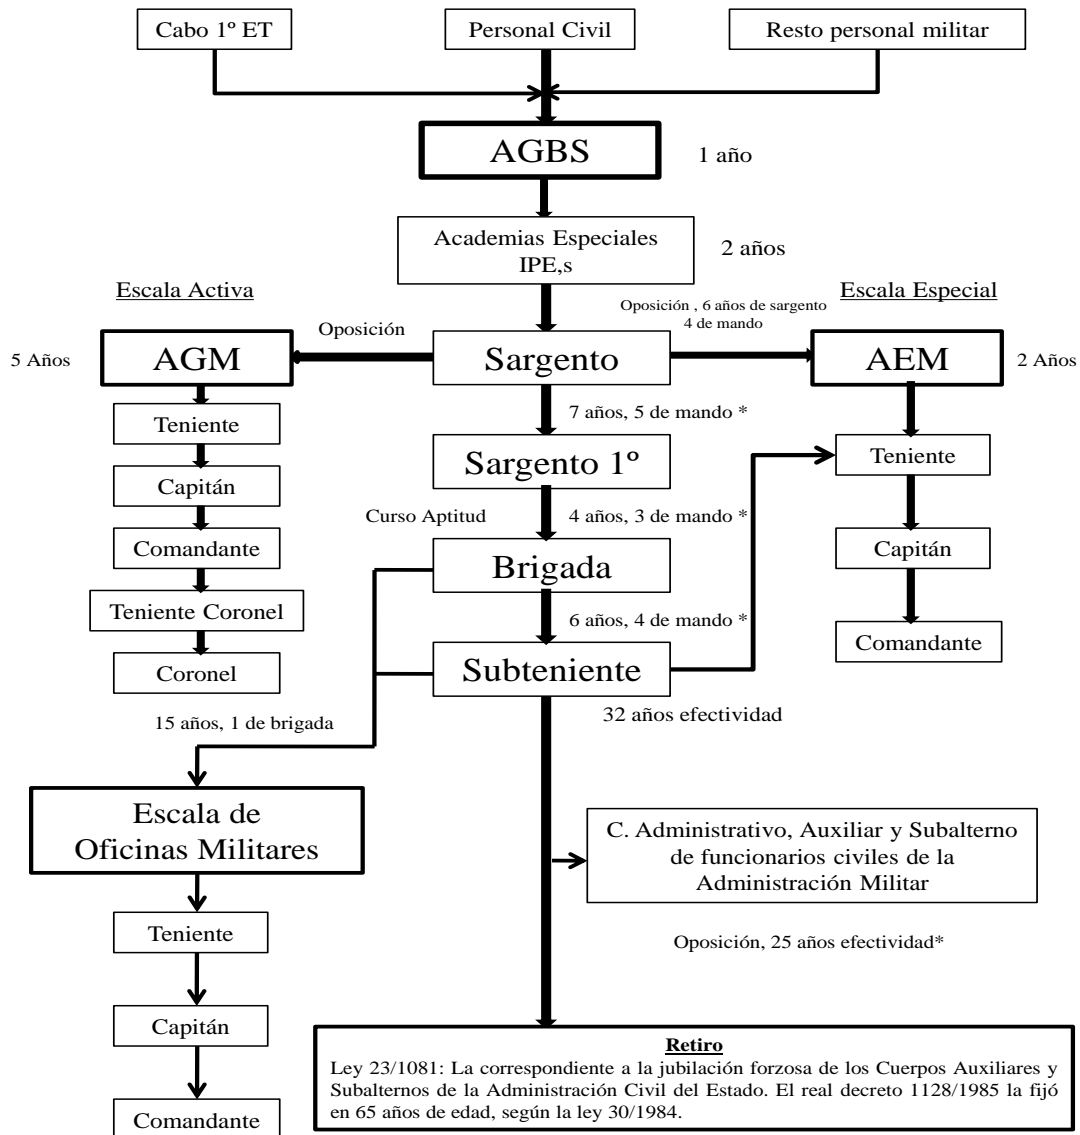 Cabo 1º ET
Personal Civil
Resto personal militar
AGBS
1 año
Academias Especiales
IPE,s
2 años
Escala Activa
Oposición
Oposición , 6 años de sargento
4 de mando
Escala Especial
5 Años
AGM
Sargento
AEM
2 Años
7 años, 5 de mando *
Teniente
Sargento 1º
Teniente
Capitán
Curso Aptitud
4 años, 3 de mando *
Comandante
Brigada
Capitán
Teniente Coronel
6 años, 4 de mando *
Comandante
Coronel
Subteniente
15 años, 1 de brigada
32 años efectividad
Escala de
Oficinas Militares
C. Administrativo, Auxiliar y Subalterno
de funcionarios civiles de la
Administración Militar
Teniente
Oposición, 25 años efectividad*
Capitán
Retiro
Ley 23/1081: La correspondiente a la jubilación forzosa de los Cuerpos Auxiliares y
Subalternos de la Administración Civil del Estado. El real decreto 1128/1985 la fijó
en 65 años de edad, según la ley 30/1984.
Comandante